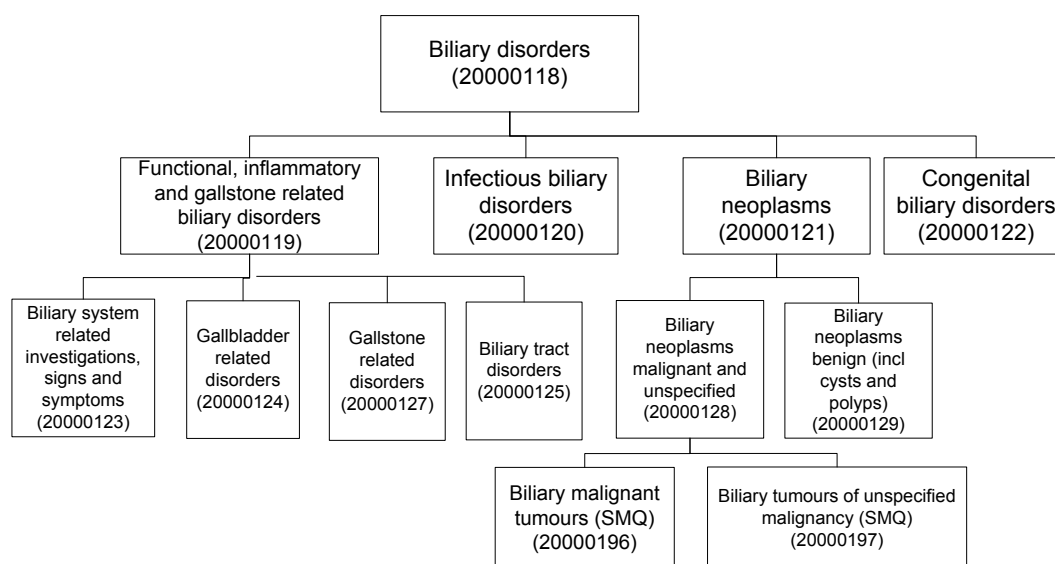 Biliary disorders
(20000118)
Functional, inflammatory
and gallstone related
biliary disorders
(20000119)
Infectious biliary
disorders
(20000120)
Biliary
neoplasms
(20000121)
Congenital
biliary disorders
(20000122)
Biliary system
related
investigations,
signs and
symptoms
(20000123)
Gallbladder
related
disorders
(20000124)
Gallstone
related
disorders
(20000127)
Biliary tract
disorders
(20000125)
Biliary
neoplasms
malignant and
unspecified
(20000128)
Biliary
neoplasms
benign (incl
cysts and
polyps)
(20000129)
Biliary malignant
tumours (SMQ)
(20000196)
Biliary tumours of unspecified
malignancy (SMQ)
(20000197)